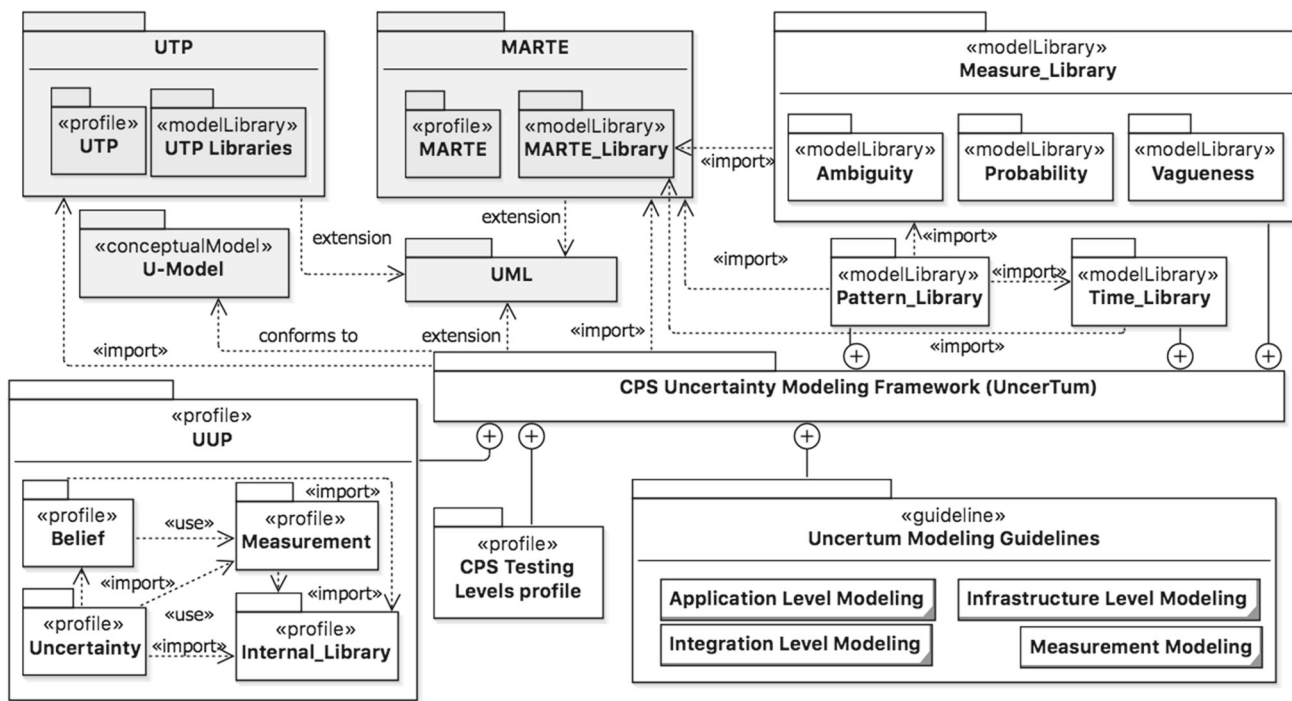 UTP
«profile»
UTP
«modelLibrary»
UTP Libraries
MARTE
«profile»
MARTE
«modelLibrary»
MARTE_Library
«modelLibrary»
Measure_Library
«modelLibrary»
Ambiguity
«modelLibrary»
Probability
«modelLibrary»
Vagueness
«import»
«conceptualModel»
U-Model
extension
extension
UML
«import»
«import»
«modelLibrary»
Pattern_Library
«import»
«modelLibrary»
Time_Library
«import»
conforms to
extension
«import»
«import»
CPS Uncertainty Modeling Framework (UncerTum)
«profile»
UUP
«import»
«profile»
Belief
«use»
«profile»
Measurement
«import»
«import»
«profile»
Uncertainty
«use»
«import»
«profile»
Internal_Library
«profile»
CPS Testing
Levels profile
«guideline»
Uncertum Modeling Guidelines
Application Level Modeling
Infrastructure Level Modeling
Integration Level Modeling
Measurement Modeling